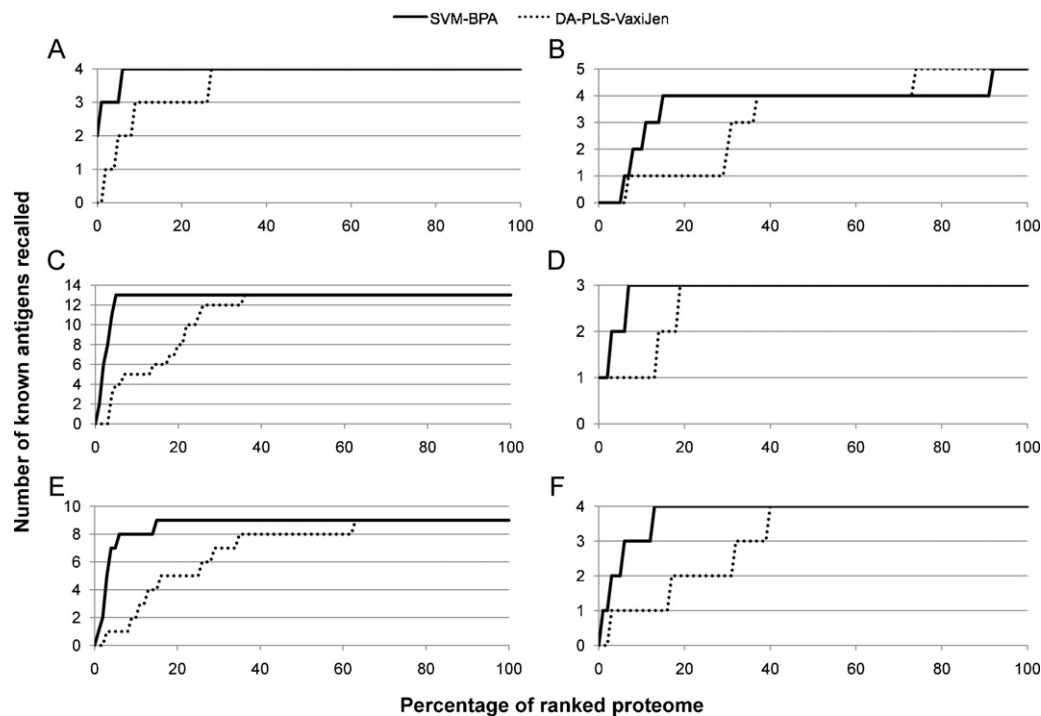 SVM-BPA DA-PLS-VaxiJen
A
4
3
2
1
0
0 20 40 60 80 100
B
5
4
3
2
1
0
0 20 40 60 80 100
C
14
12
10
8
6
4
2
0
0 20 40 60 80 100
D
3
2
1
0
0 20 40 60 80 100
E
10
8
6
4
2
0
0 20 40 60 80 100
F
4
3
2
1
0
0 20 40 60 80 100
Number of known antigens recalled
Percentage of ranked proteome